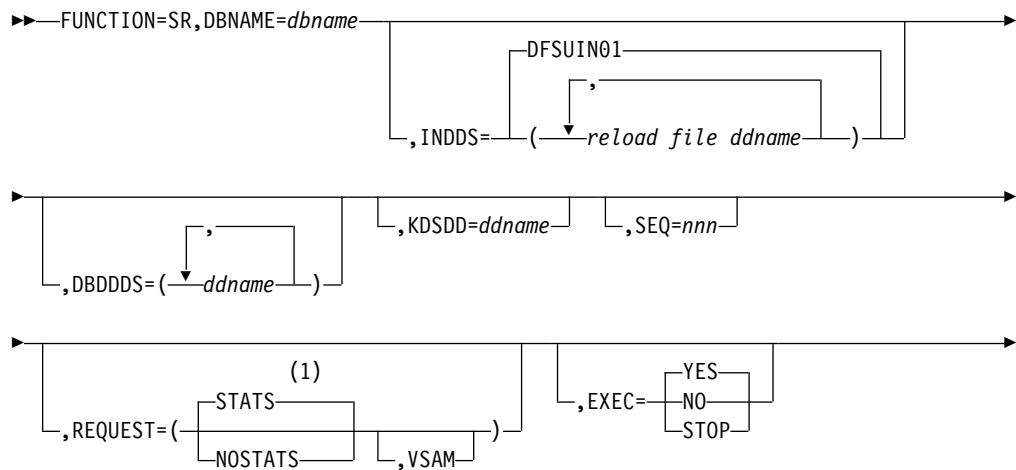 FUNCTION=SR,DBNAME=dbname
DFSUIN01
,
,INDDS= ( reload file ddname )
,KDSDD=ddname ,SEQ=nnn
,
,DBDDDS=( ddname )
(1)
STATS YES
,REQUEST=( ) ,EXEC= NO
NOSTATS ,VSAM STOP